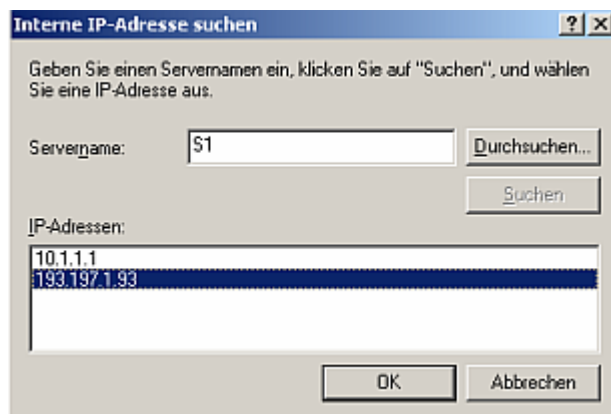 Interne IP-Adresse suchen
Geben Sie einen Servernamen ein, klicken Sie auf "Suchen", und wählen
Sie eine IP-Adresse aus.
Servername: S1 Durchsuchen...
Suchen
IP-Adressen:
10.1.1.1
193.197.1.93
OK Abbrechen